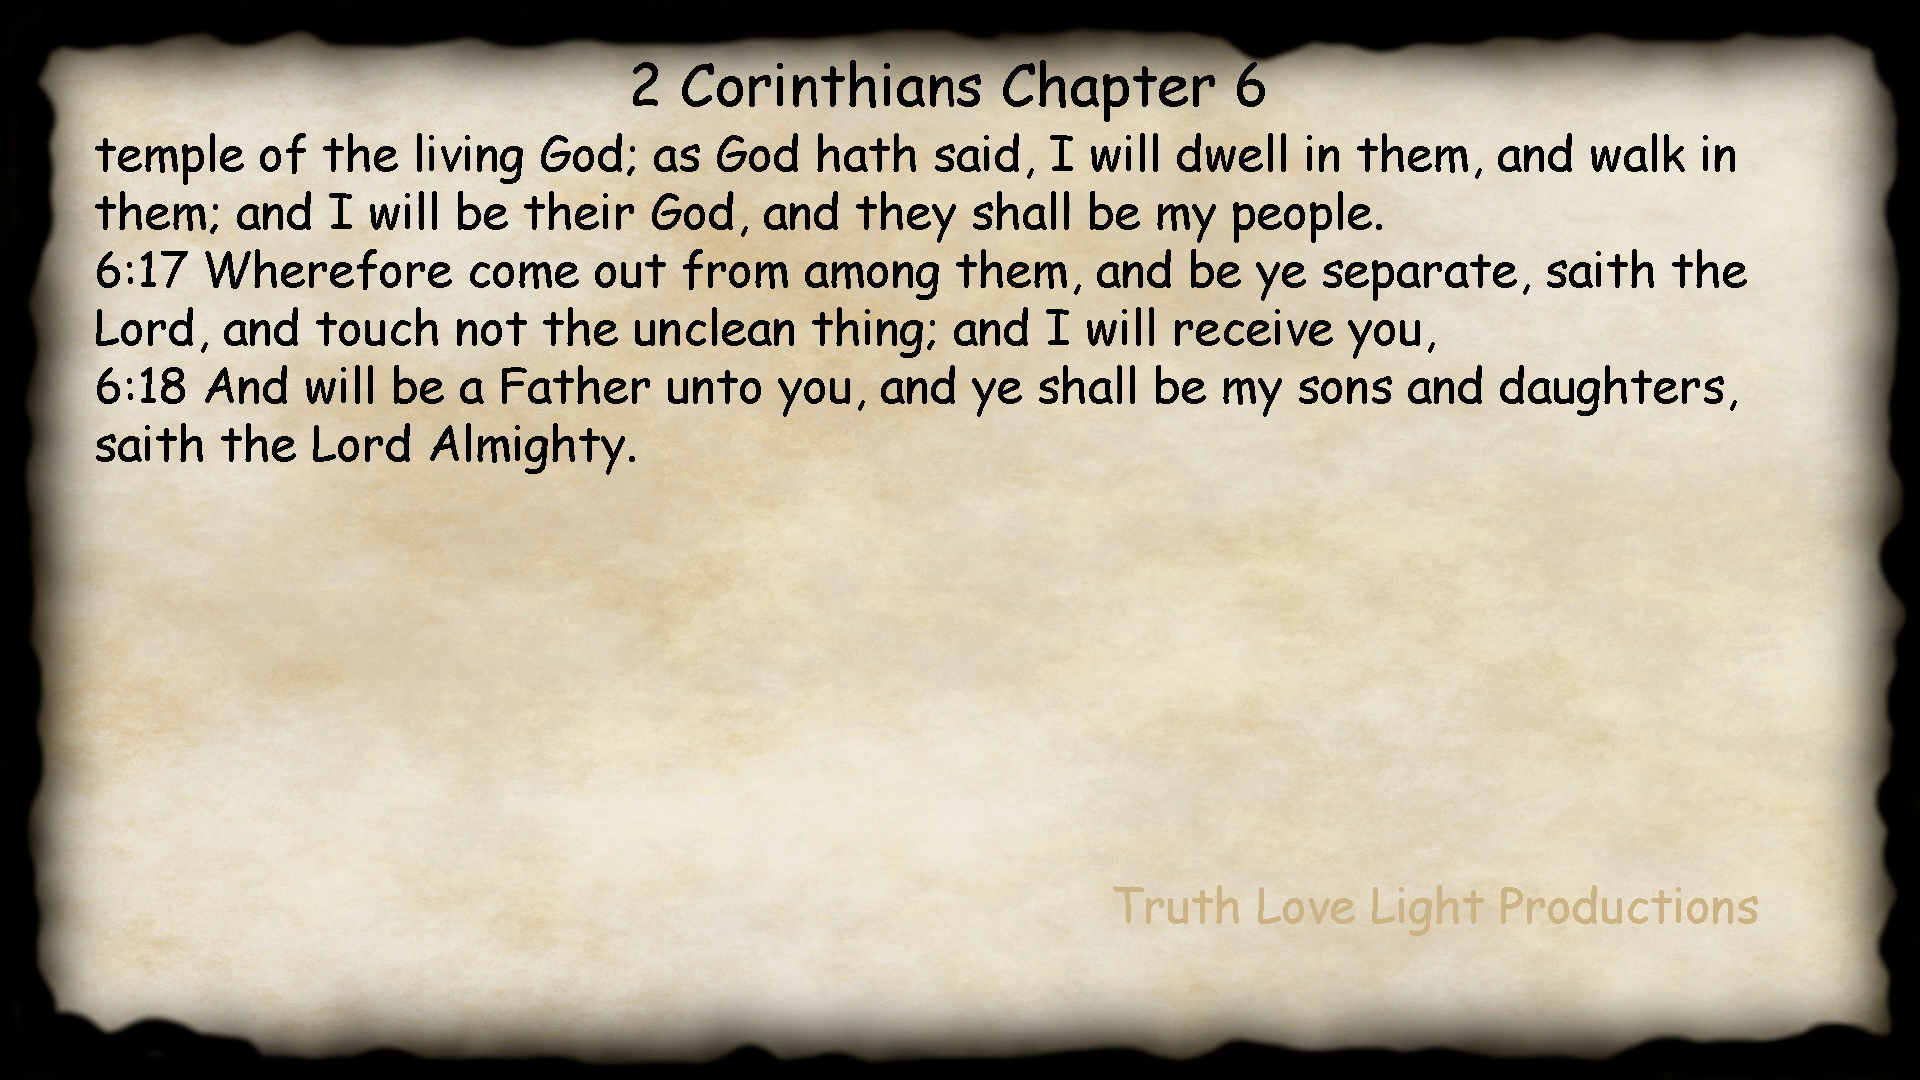 2 Corinthians Chapter 6
temple of the living God; as God hath said, I will dwell in them, and walk in
them; and I will be their God, and they shall be my people.
6:17 Wherefore come out from among them, and be ye separate, saith the
Lord, and touch not the unclean thing; and I will receive you,
6:18 And will be a Father unto you, and ye shall be my sons and daughters,
saith the Lord Almighty.
Truth Love Light Productions